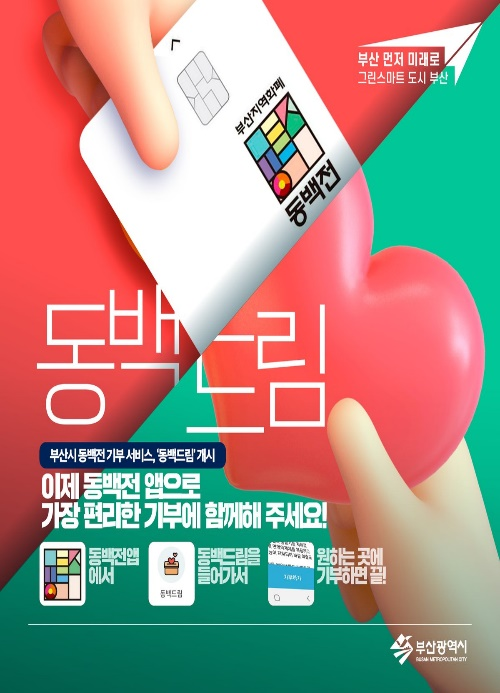 부산 먼저 미래로
그린스마트 도시 부산
부산지역화폐
동백전
동백드림
부산시 동백전 기부 서비스, '동백드림' 개시
이제 동백전 앱으로
가장 편리한 기부에 함께해 주세요!
동백전앱
에서
동백드림
동백드림을
들어가서
원하는 곳에
기부하면 끝!
부산광역시
BUSAN METROPOLITAN CITY